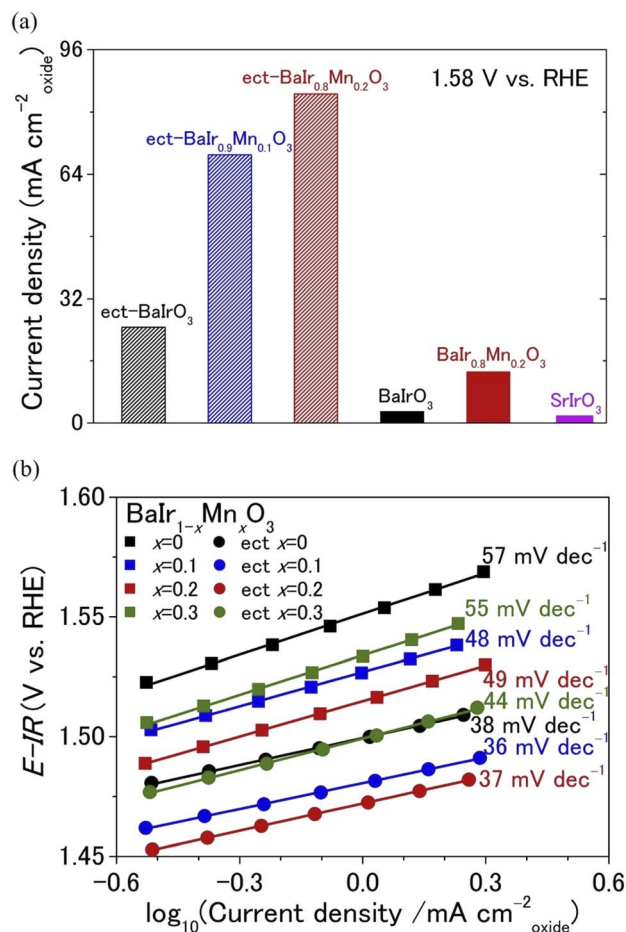 (a)
96
64
32
0
Current density (mA cm⁻²oxide)
1.58 V vs. RHE
ect-BaIrO₃
ect-BaIr₀.₉Mn₀.₁O₃
ect-BaIr₀.₈Mn₀.₂O₃
BaIrO₃
BaIr₀.₈Mn₀.₂O₃
SrIrO₃
(b)
1.60
1.55
1.50
1.45
E-IR (V vs. RHE)
BaIr₁₋ₓMnₓO₃
x=0 ect x=0
x=0.1 ect x=0.1
x=0.2 ect x=0.2
x=0.3 ect x=0.3
57 mV dec⁻¹
55 mV dec⁻¹
48 mV dec⁻¹
49 mV dec⁻¹
44 mV dec⁻¹
38 mV dec⁻¹
36 mV dec⁻¹
37 mV dec⁻¹
-0.6 -0.3 0.0 0.3 0.6
log₁₀(Current density /mA cm⁻²oxide)